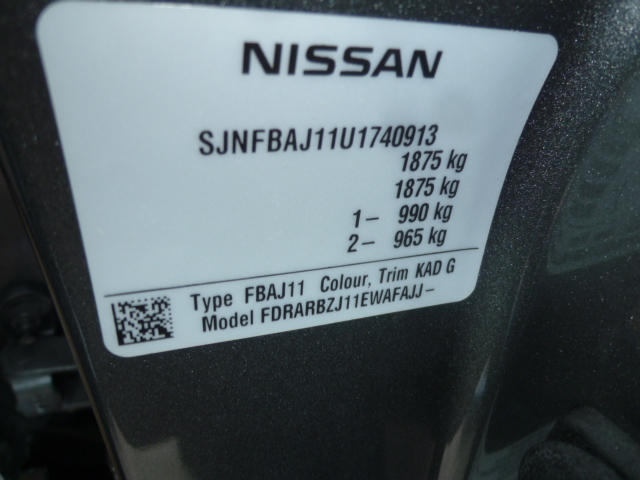 NISSAN
SJNFBAJ11U1740913
1875 kg
1875 kg
1- 990 kg
2- 965 kg
Type FBAJ11 Colour, Trim KAD G
Model FDRARBZJ11EWAFAJJ-